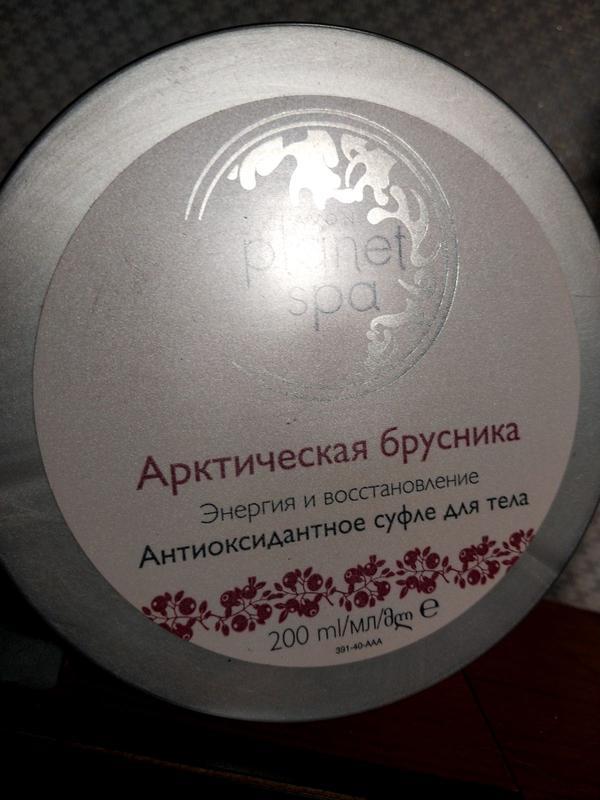 AVON
planet
spa
Арктическая брусника
Энергия и восстановление
Антиоксидантное суфле для тела
200 ml/мл/მლ ℮
391-40-AAA